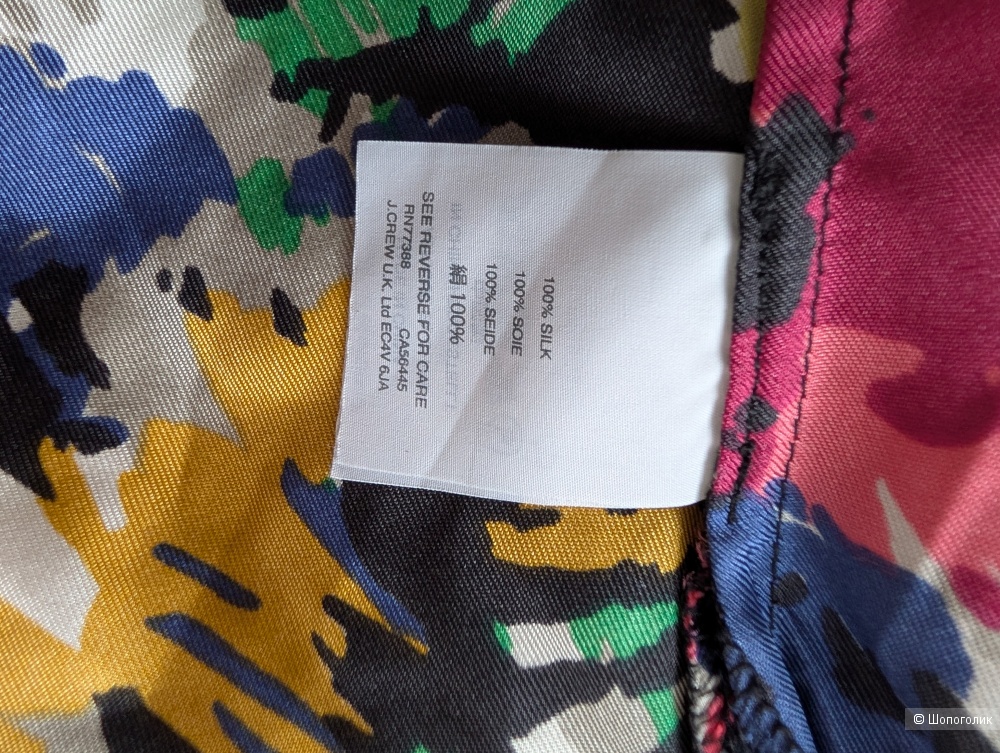 100% SILK
100% SOIE
100% SEIDE
絹 100%
SEE REVERSE FOR CARE
RN77388 CA56445
J.CREW U.K. Ltd EC4V 6JA
© Шопоголик